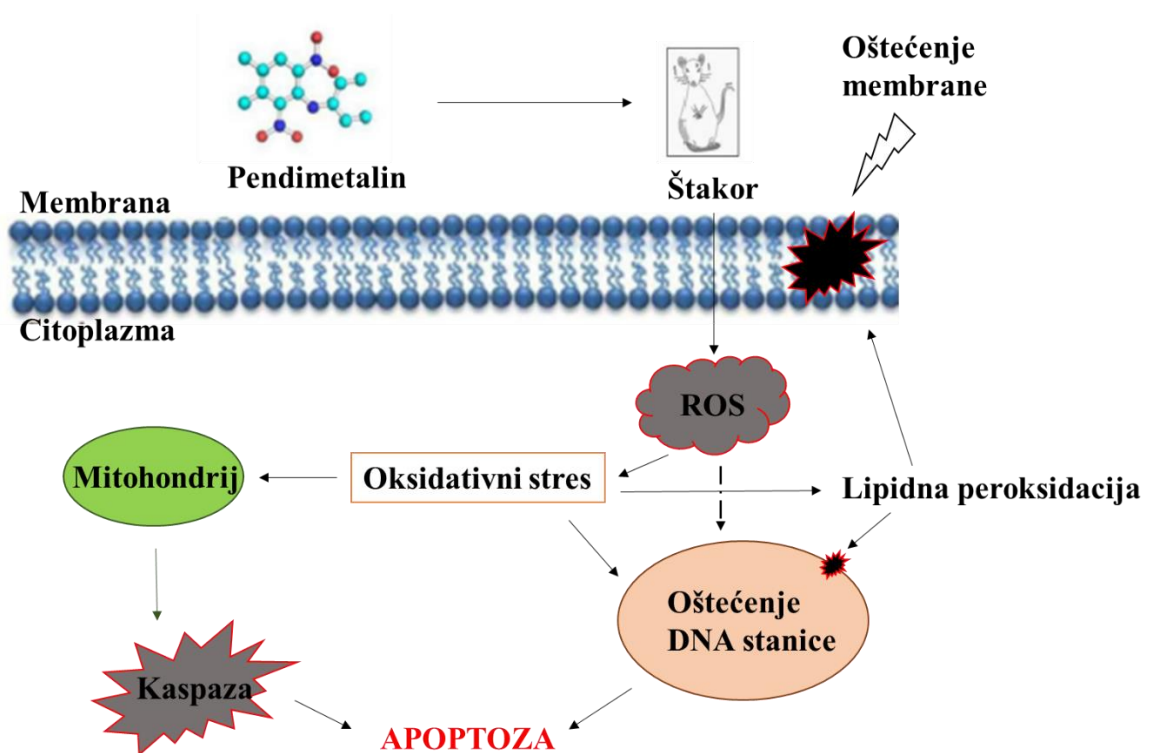 Oštećenje
membrane
Pendimetalin
Štakor
Membrana
Citoplazma
ROS
Mitohondrij
Oksidativni stres
Lipidna peroksidacija
Oštećenje
DNA stanice
Kaspaza
APOPTOZA